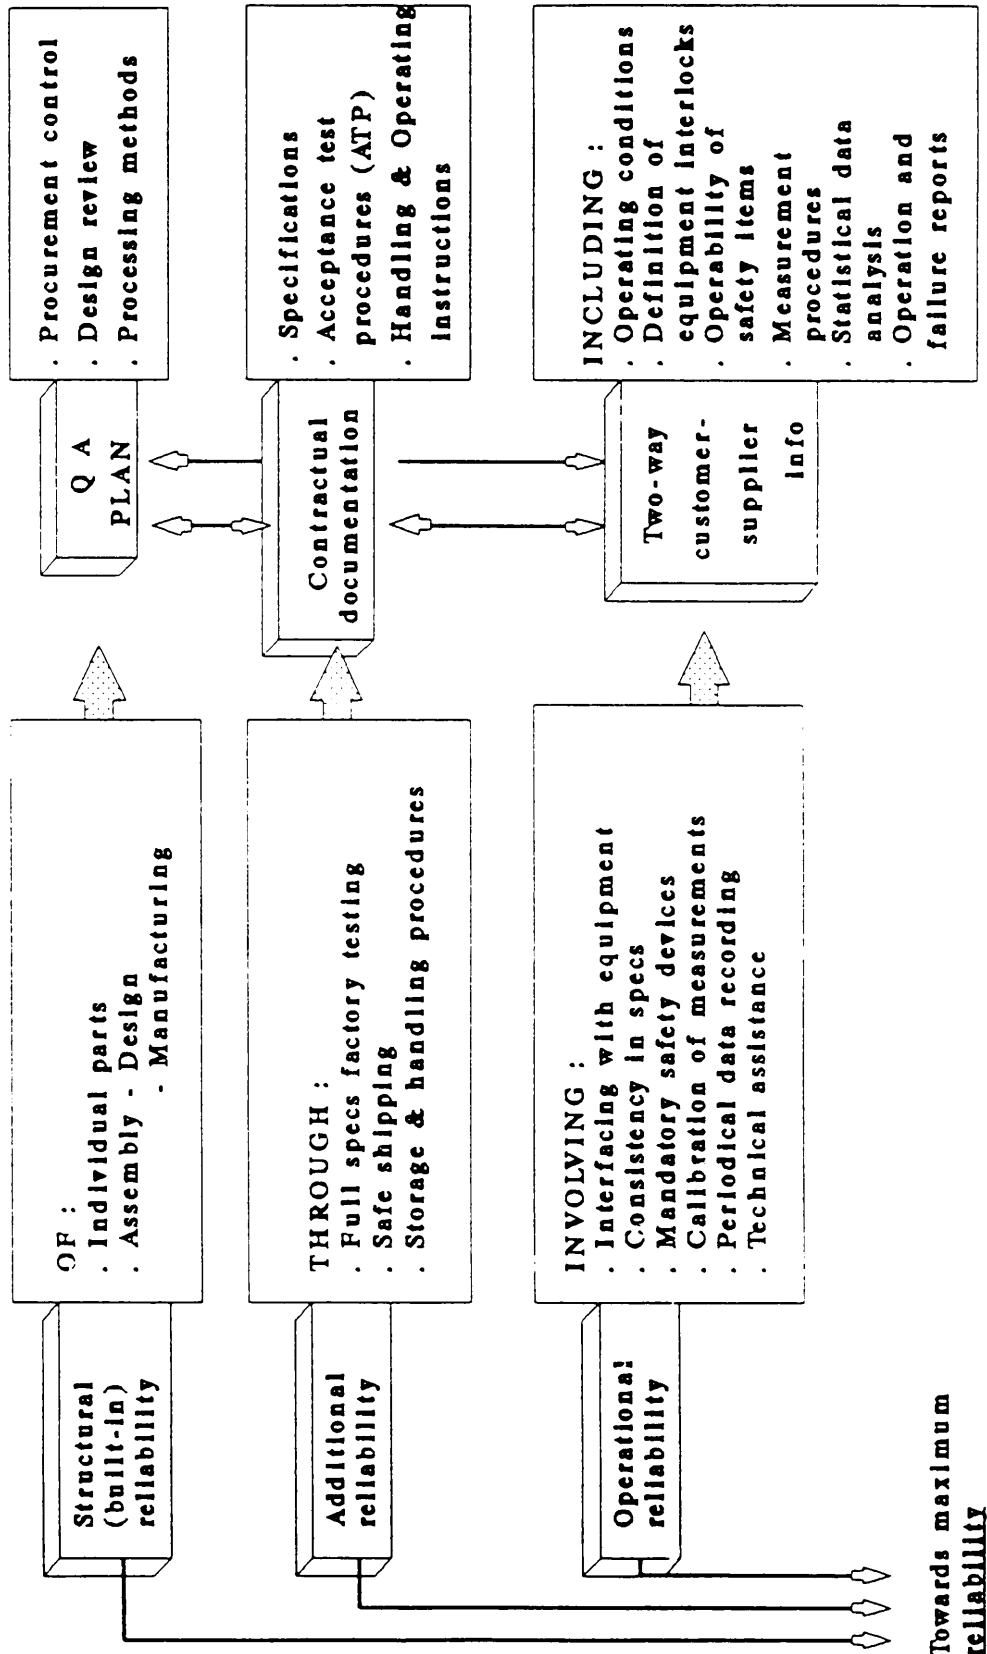 Structural
(built-in)
reliability
OF :
. Individual parts
. Assembly - Design
- Manufacturing
Q A
PLAN
. Procurement control
. Design review
. Processing methods
Additional
reliability
THROUGH :
. Full specs factory testing
. Safe shipping
. Storage & handling procedures
Contractual
documentation
. Specifications
. Acceptance test
procedures (ATP)
. Handling & Operating
instructions
Operational
reliability
INVOLVING :
. Interfacing with equipment
. Consistency in specs
. Mandatory safety devices
. Calibration of measurements
. Periodical data recording
. Technical assistance
Two-way
customer-
supplier
info
INCLUDING :
. Operating conditions
. Definition of
equipment interlocks
. Operability of
safety items
. Measurement
procedures
. Statistical data
analysis
. Operation and
failure reports
Towards maximum
reliability